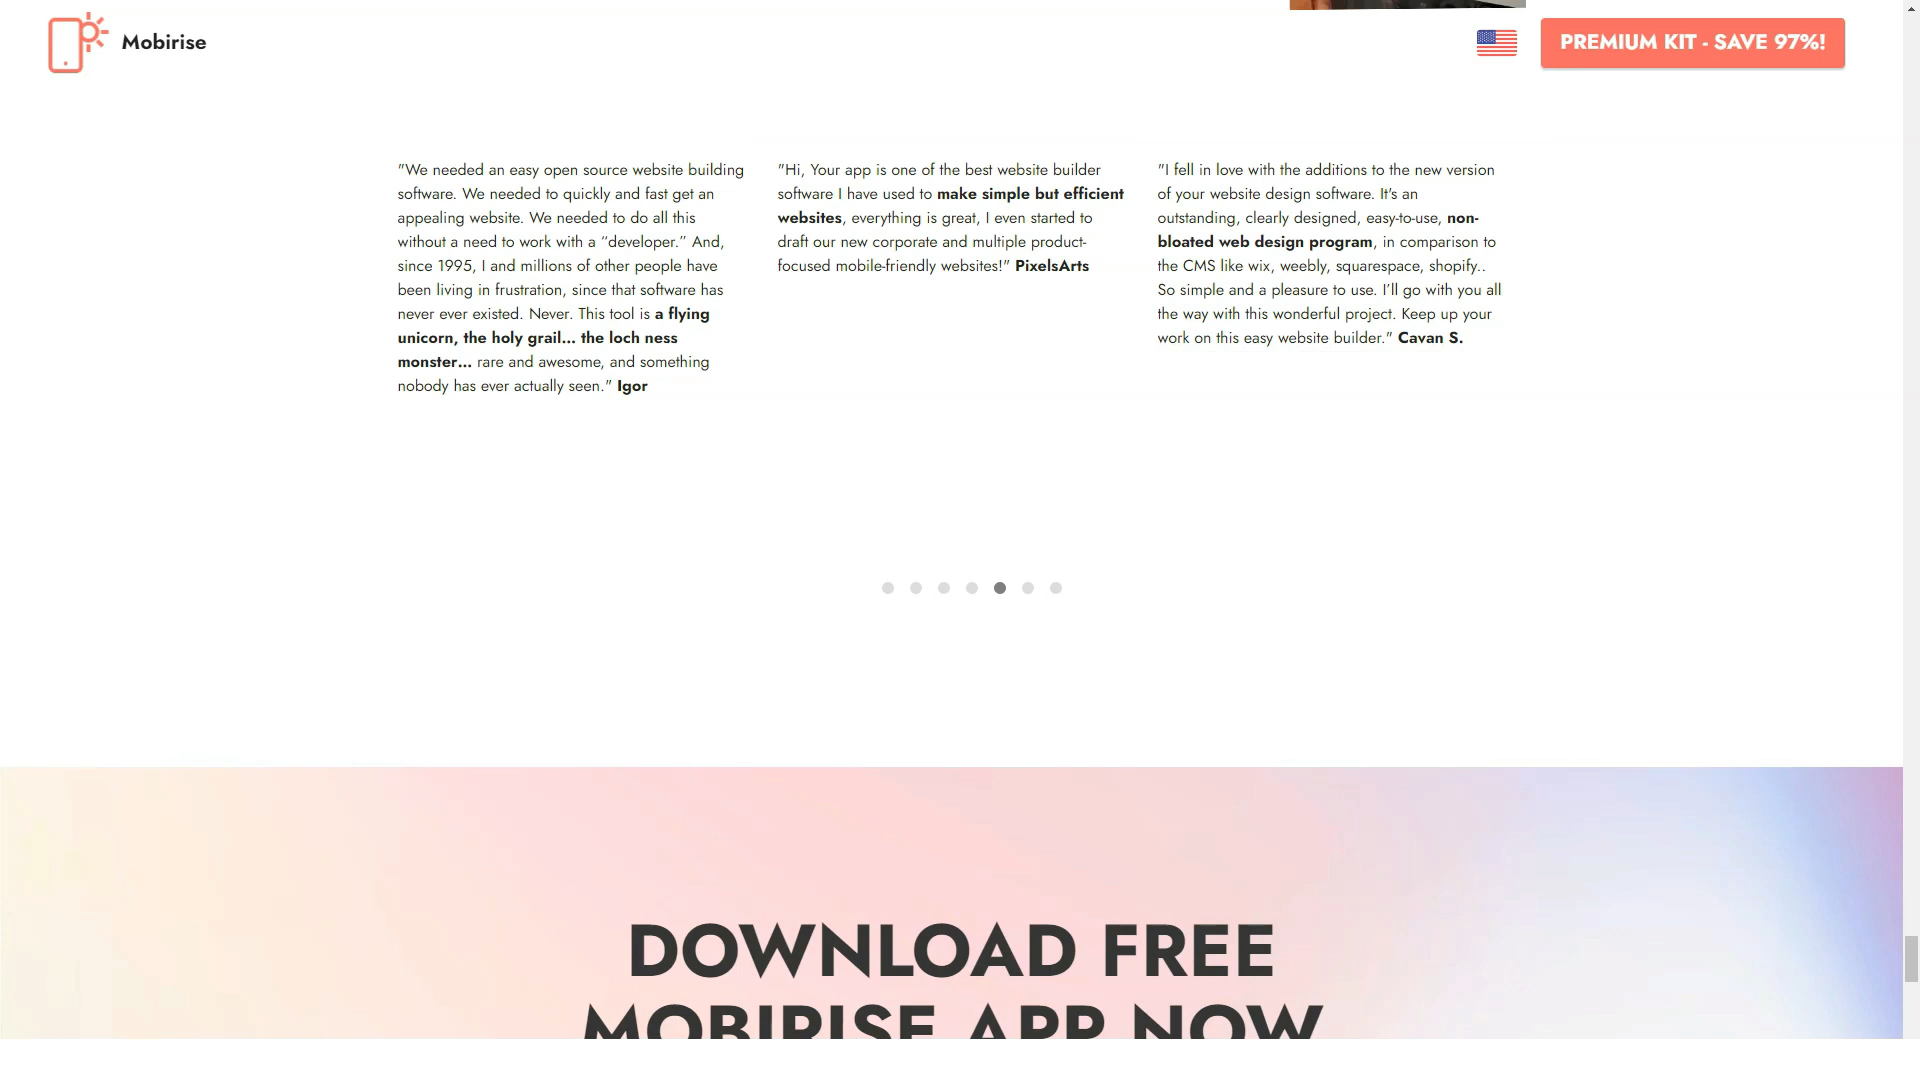 Mobirise
PREMIUM KIT - SAVE 97%!
"We needed an easy open source website building
software. We needed to quickly and fast get an
appealing website. We needed to do all this
without a need to work with a “developer.” And,
since 1995, I and millions of other people have
been living in frustration, since that software has
never ever existed. Never. This tool is a flying
unicorn, the holy grail... the loch ness
monster... rare and awesome, and something
nobody has ever actually seen." Igor
"Hi, Your app is one of the best website builder
software I have used to make simple but efficient
websites, everything is great, I even started to
draft our new corporate and multiple product-
focused mobile-friendly websites!" PixelsArts
"I fell in love with the additions to the new version
of your website design software. It's an
outstanding, clearly designed, easy-to-use, non-
bloated web design program, in comparison to
the CMS like wix, weebly, squarespace, shopify..
So simple and a pleasure to use. I’ll go with you all
the way with this wonderful project. Keep up your
work on this easy website builder." Cavan S.
DOWNLOAD FREE
MOBIRISE APP NOW